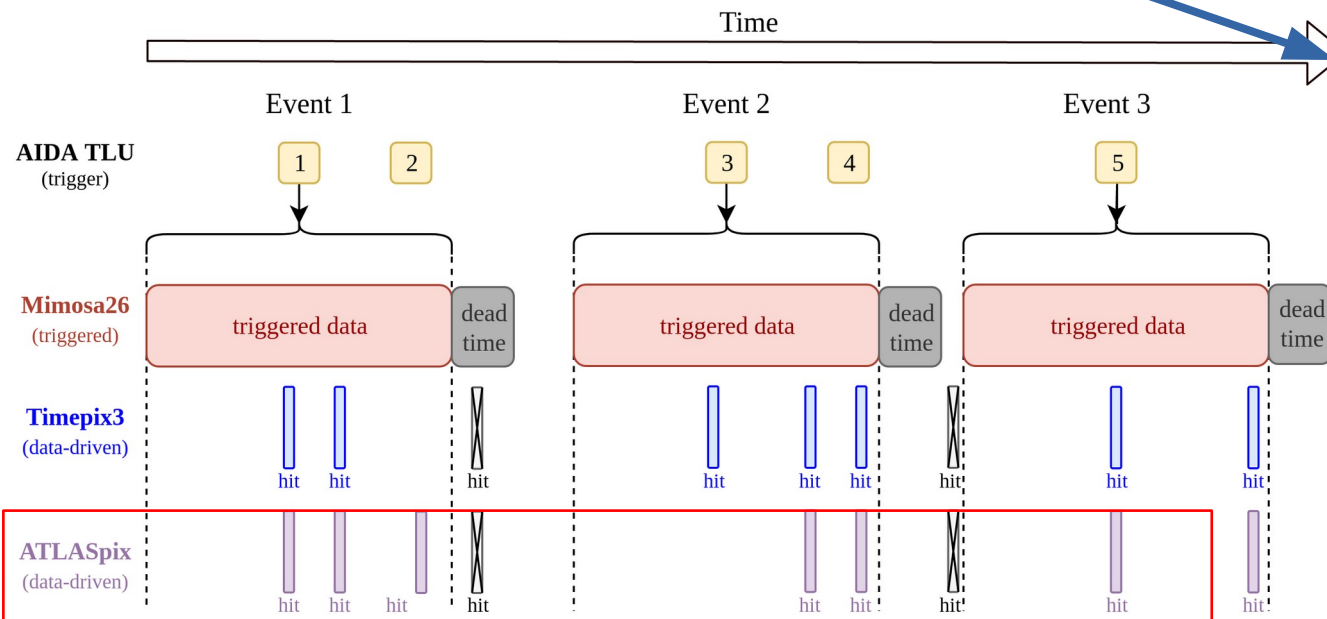 Time
Event 1 Event 2 Event 3
AIDA TLU
(trigger)
1 2 3 4 5
Mimosa26
(triggered)
triggered data dead time triggered data dead time triggered data dead time
Timepix3
(data-driven)
hit hit hit hit hit hit hit hit hit
ATLASpix
(data-driven)
hit hit hit hit hit hit hit hit hit